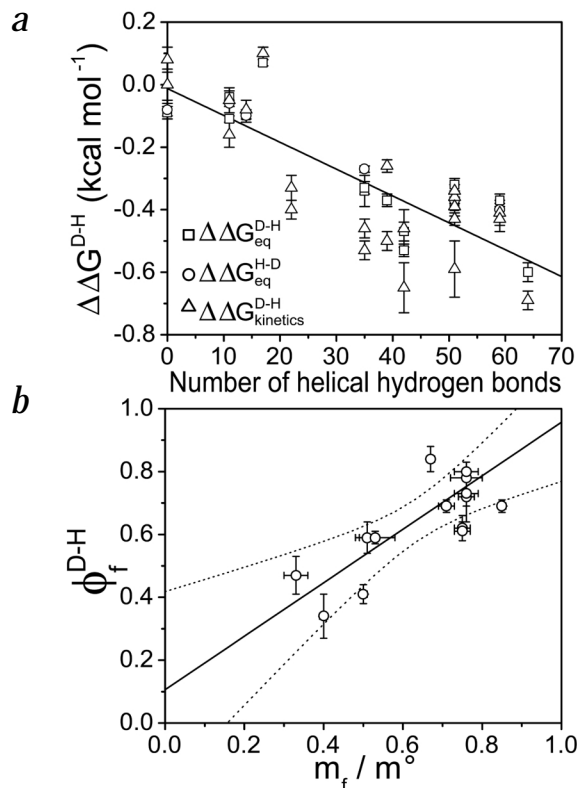 a
0.2
0.0
-0.2
-0.4
-0.6
-0.8
ΔΔG^D-H (kcal mol^-1)
□ ΔΔG^D-H_eq
○ ΔΔG^H-D_eq
△ ΔΔG^D-H_kinetics
0 10 20 30 40 50 60 70
Number of helical hydrogen bonds
b
1.0
0.8
0.6
0.4
0.2
0.0
ϕ_f^D-H
0.0 0.2 0.4 0.6 0.8 1.0
m_f / m°